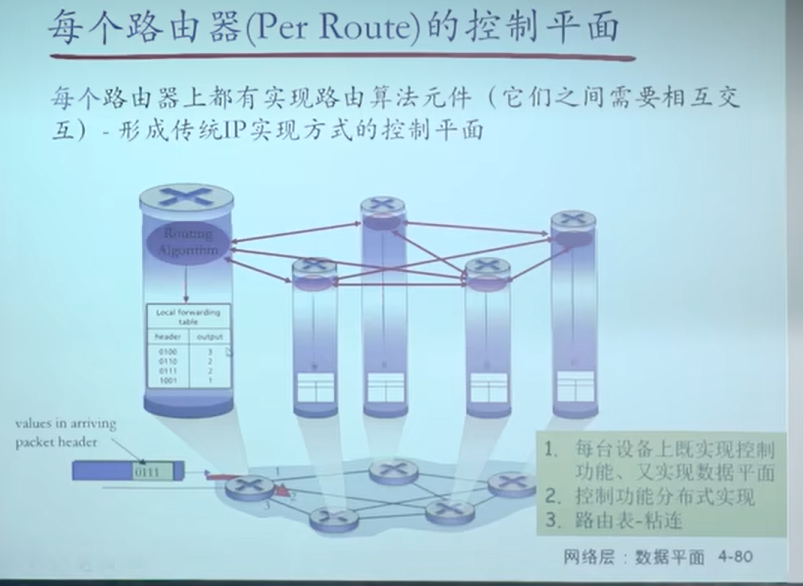 每个路由器(Per Route)的控制平面
每个路由器上都有实现路由算法元件（它们之间需要相互交
互）- 形成传统IP实现方式的控制平面
Routing
Algorithm
Local forwarding
table
header output
0100 3
0110 2
0111 2
1001 1
values in arriving
packet header
0111
1
2
3
1. 每台设备上既实现控制
功能、又实现数据平面
2. 控制功能分布式实现
3. 路由表-粘连
网络层：数据平面 4-80